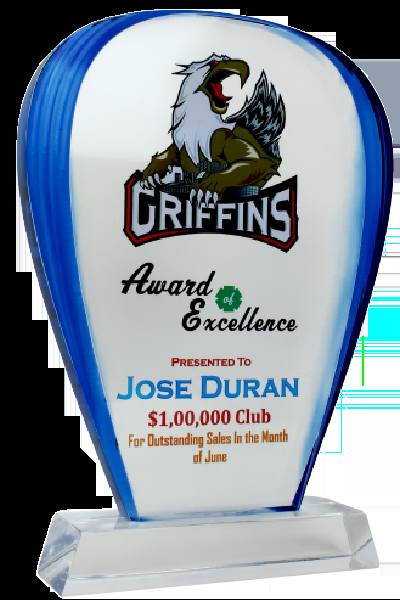 GRIFFINS
Award
of
Excellence
PRESENTED TO
JOSE DURAN
$1,00,000 Club
For Outstanding Sales In the Month
of June